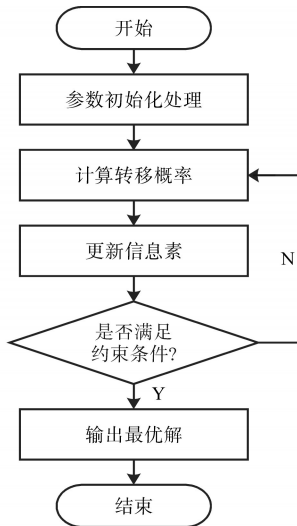 开始
参数初始化处理
计算转移概率
更新信息素
N
是否满足
约束条件?
Y
输出最优解
结束